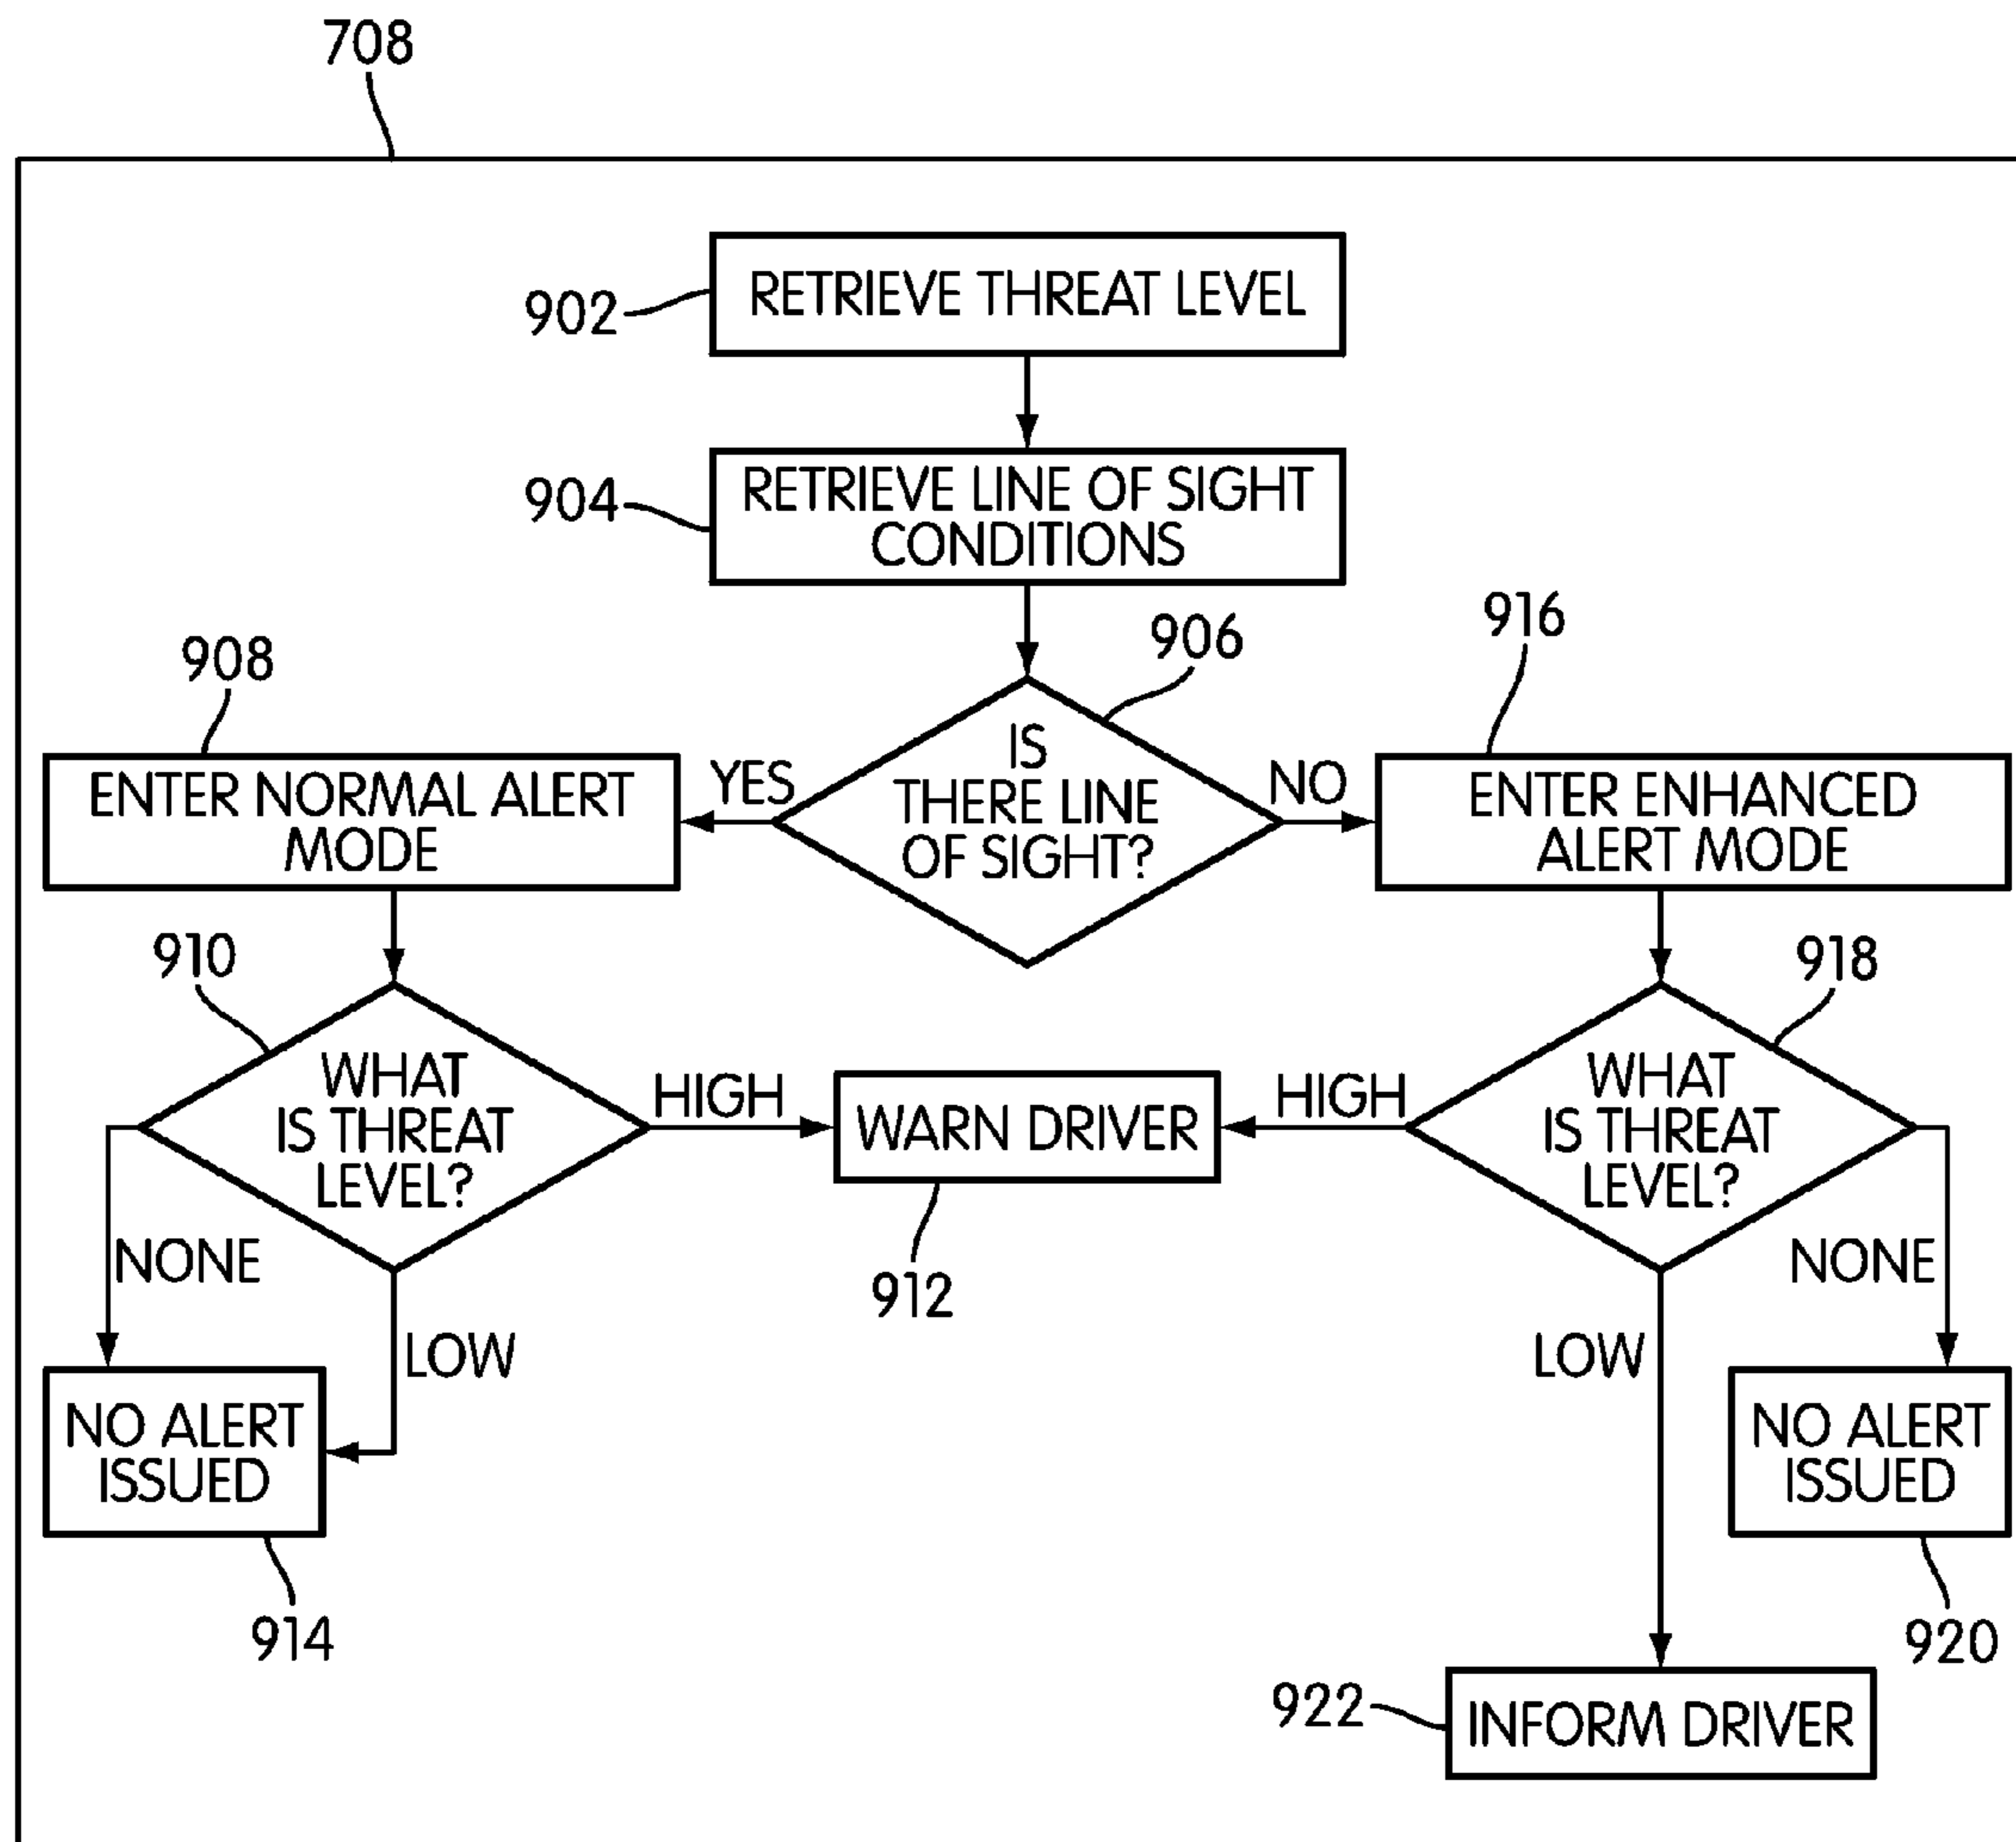 708
902
RETRIEVE THREAT LEVEL
904
RETRIEVE LINE OF SIGHT
CONDITIONS
906
916
908
ENTER NORMAL ALERT
MODE
YES
IS
THERE LINE
OF SIGHT?
NO
ENTER ENHANCED
ALERT MODE
910
918
WHAT
IS THREAT
LEVEL?
HIGH
WARN DRIVER
HIGH
WHAT
IS THREAT
LEVEL?
NONE
912
NONE
LOW
LOW
NO ALERT
ISSUED
NO ALERT
ISSUED
914
920
922
INFORM DRIVER